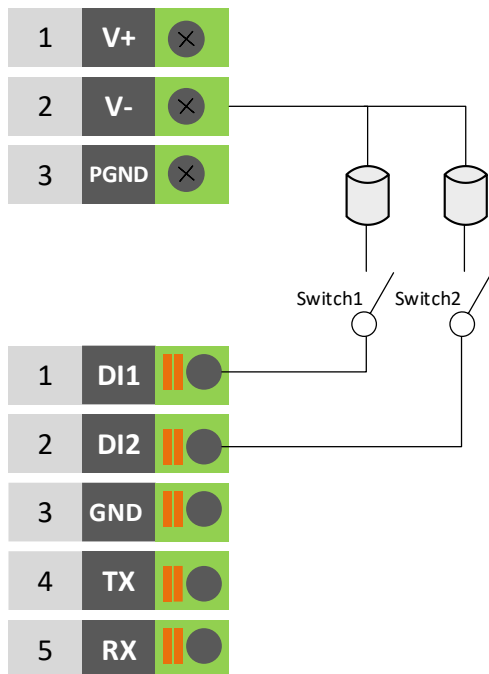 1 V+
2 V-
3 PGND
Switch1 Switch2
1 DI1
2 DI2
3 GND
4 TX
5 RX